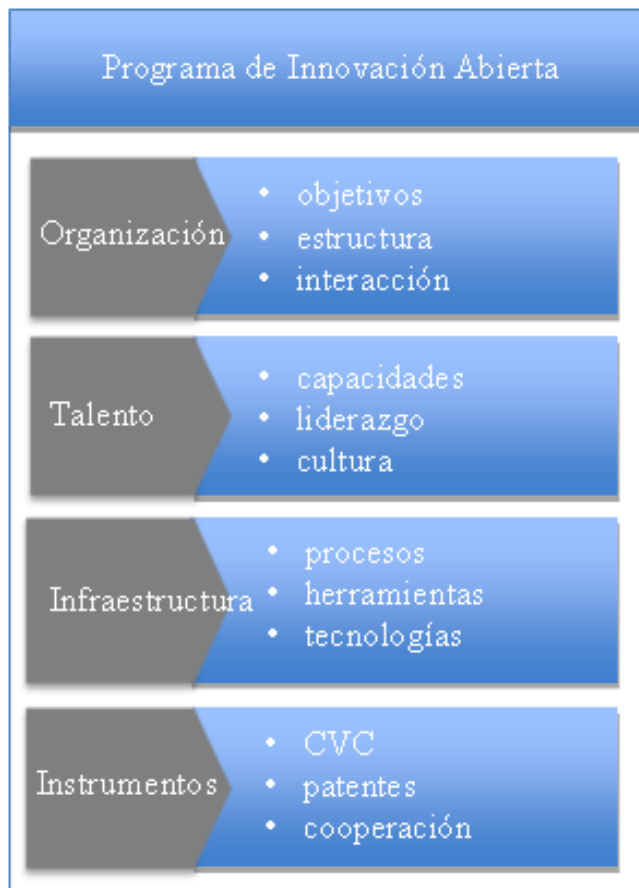 Programa de Innovación Abierta
Organización
• objetivos
• estructura
• interacción
Talento
• capacidades
• liderazgo
• cultura
Infraestructura
• procesos
• herramientas
• tecnologías
Instrumentos
• CVC
• patentes
• cooperación